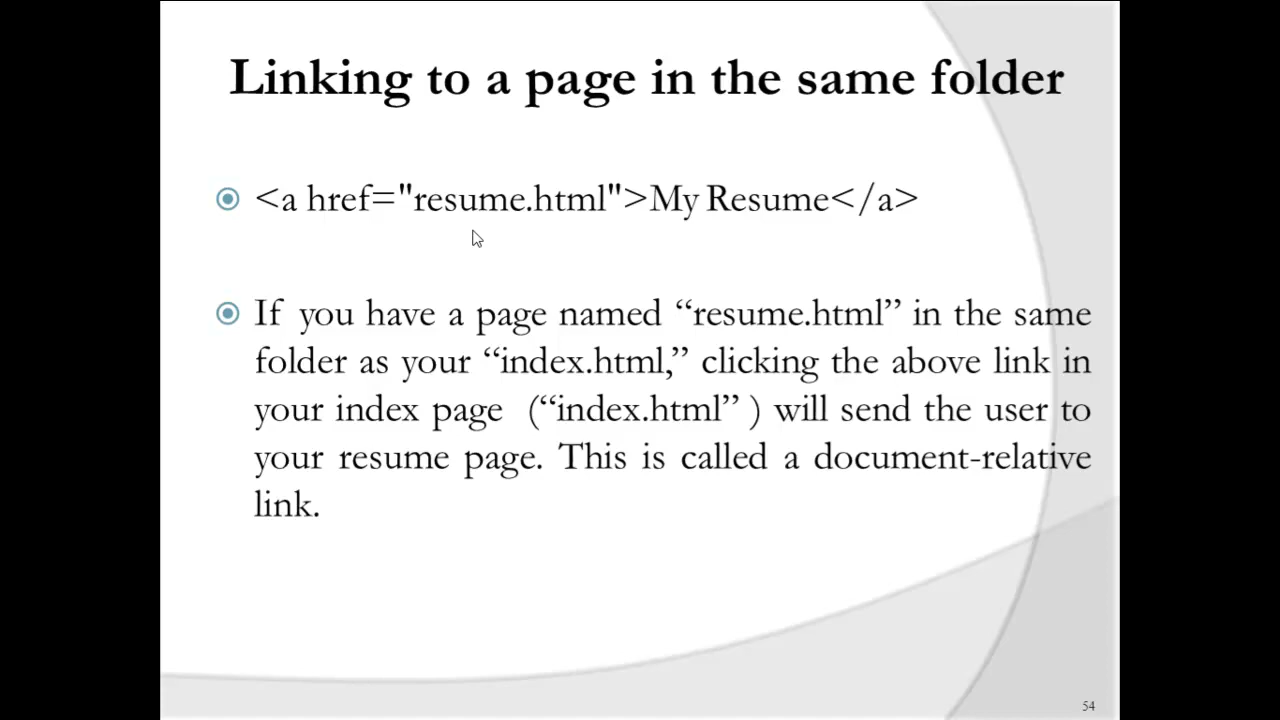 Linking to a page in the same folder
<a href="resume.html">My Resume</a>
If you have a page named “resume.html” in the same
folder as your “index.html,” clicking the above link in
your index page (“index.html” ) will send the user to
your resume page. This is called a document-relative
link.
54